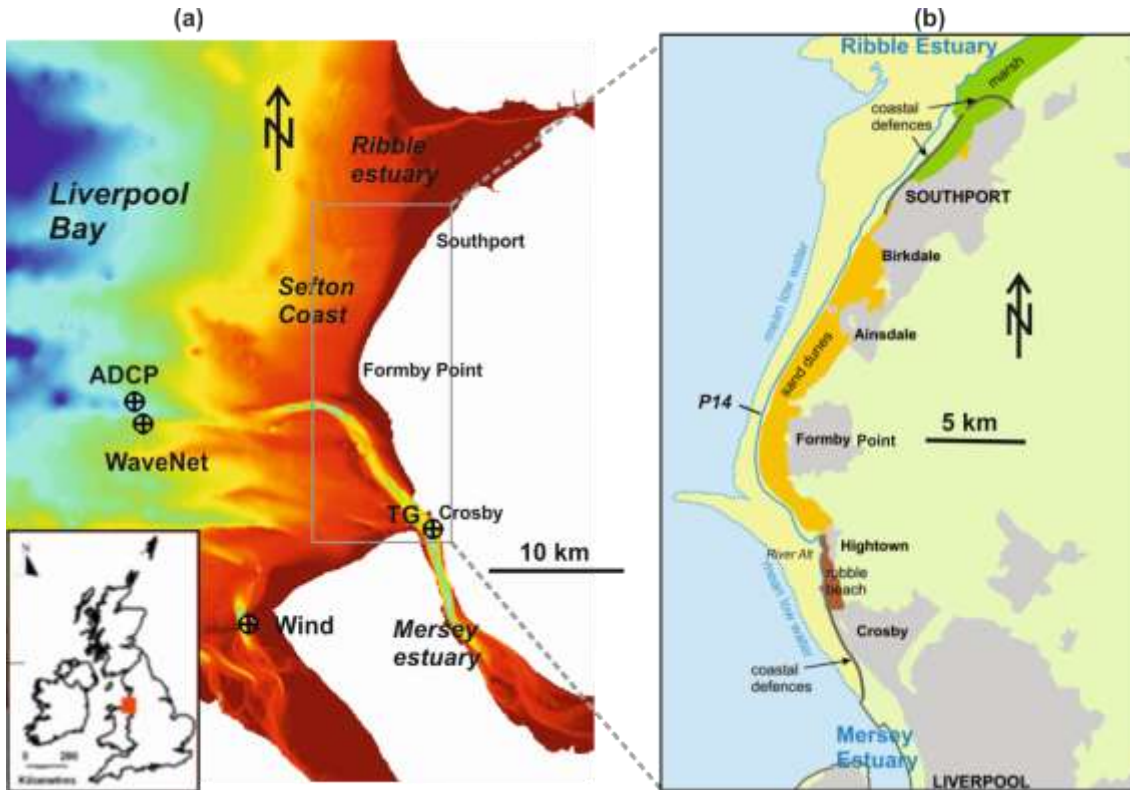 (a)
N
Liverpool
Bay
Ribble
estuary
Southport
Sefton
Coast
Formby Point
ADCP
WaveNet
TG
Crosby
10 km
Wind
Mersey
estuary
N
0
Kilometres
(b)
Ribble Estuary
marsh
coastal
defences
SOUTHPORT
Birkdale
mean low water
N
Ainsdale
sand dunes
P14
5 km
Formby Point
River Alt
Hightown
rubble
beach
mean low water
Crosby
coastal
defences
Mersey
Estuary
LIVERPOOL